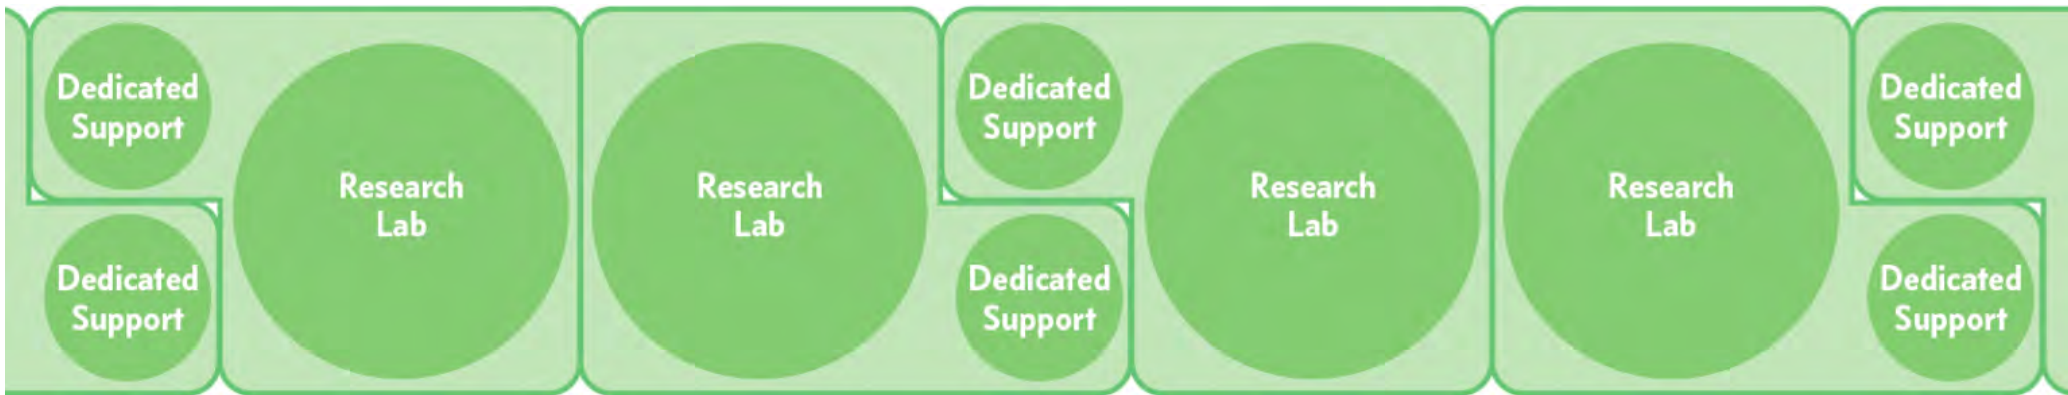 Dedicated
Support
Dedicated
Support
Research
Lab
Research
Lab
Dedicated
Support
Dedicated
Support
Research
Lab
Research
Lab
Dedicated
Support
Dedicated
Support